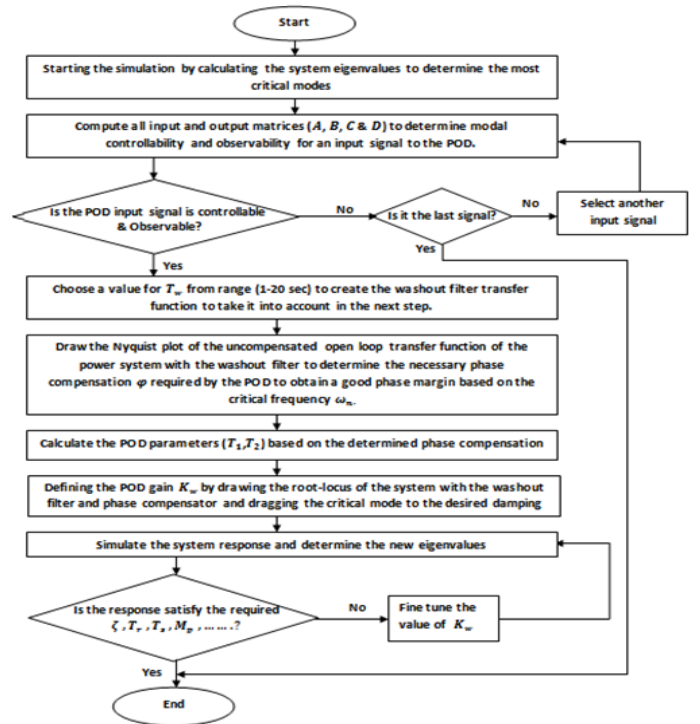 Start
Starting the simulation by calculating the system eigenvalues to determine the most
critical modes
Compute all input and output matrices (A, B, C & D) to determine modal
controllability and observability for an input signal to the POD.
Is the POD input signal is controllable
& Observable?
No
Is it the last signal?
No
Select another
input signal
Yes
Yes
Choose a value for T_w from range (1-20 sec) to create the washout filter transfer
function to take it into account in the next step.
Draw the Nyquist plot of the uncompensated open loop transfer function of the
power system with the washout filter to determine the necessary phase
compensation φ required by the POD to obtain a good phase margin based on the
critical frequency ω_n.
Calculate the POD parameters (T_1,T_2) based on the determined phase compensation
Defining the POD gain K_w by drawing the root-locus of the system with the washout
filter and phase compensator and dragging the critical mode to the desired damping
Simulate the system response and determine the new eigenvalues
Is the response satisfy the required
ζ ,T_r ,T_s ,M_p , … … .?
No
Fine tune the
value of K_w
Yes
End